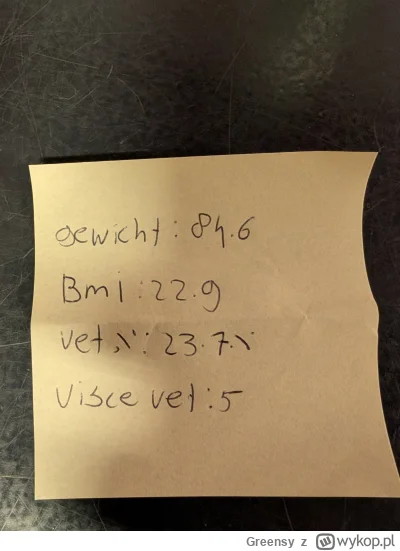 gewicht: 84.6
Bmi: 22.9
Vet %: 23.7%
Visce vet: 5
Greensy z wykop.pl